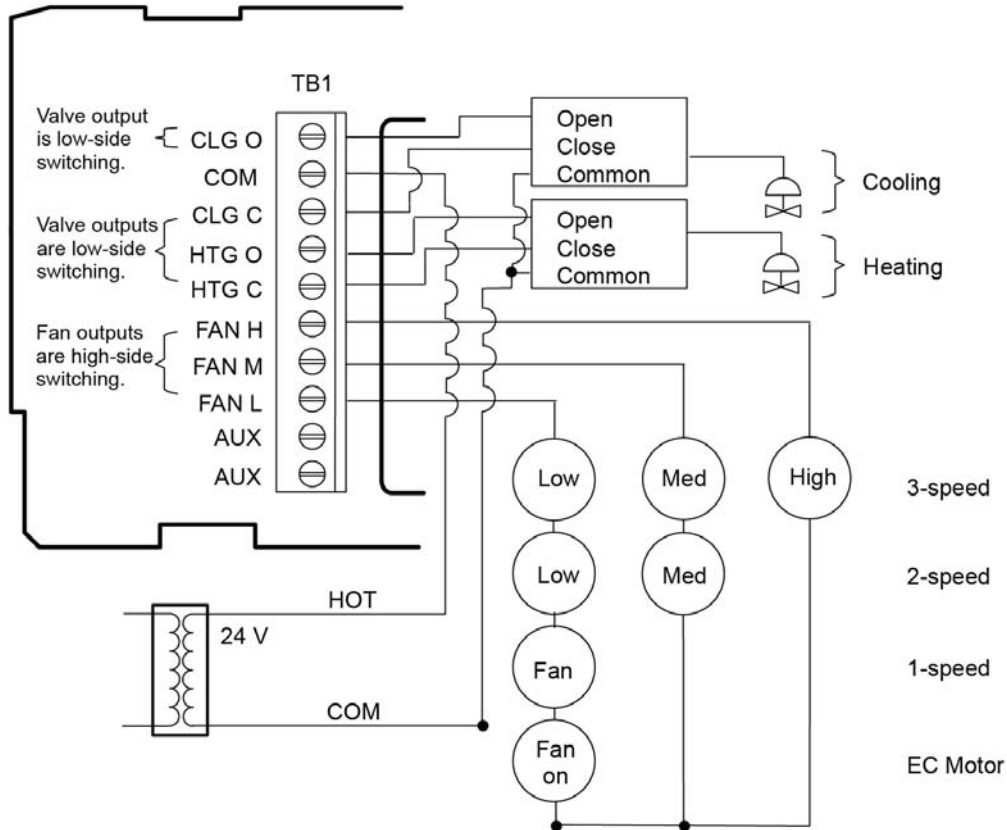 TB1
Valve output
is low-side
switching.
CLG O
COM
CLG C
Valve outputs
are low-side
switching.
HTG O
HTG C
Fan outputs
are high-side
switching.
FAN H
FAN M
FAN L
AUX
AUX
Open
Close
Common
Cooling
Open
Close
Common
Heating
Low
Med
High
3-speed
Low
Med
2-speed
Fan
1-speed
Fan
on
EC Motor
HOT
24 V
COM